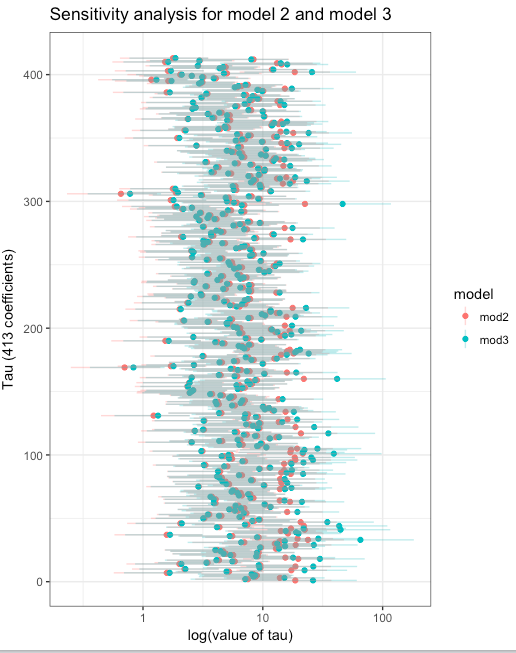 Sensitivity analysis for model 2 and model 3
400
300
200
100
0
Tau (413 coefficients)
1
10
100
log(value of tau)
model
mod2
mod3